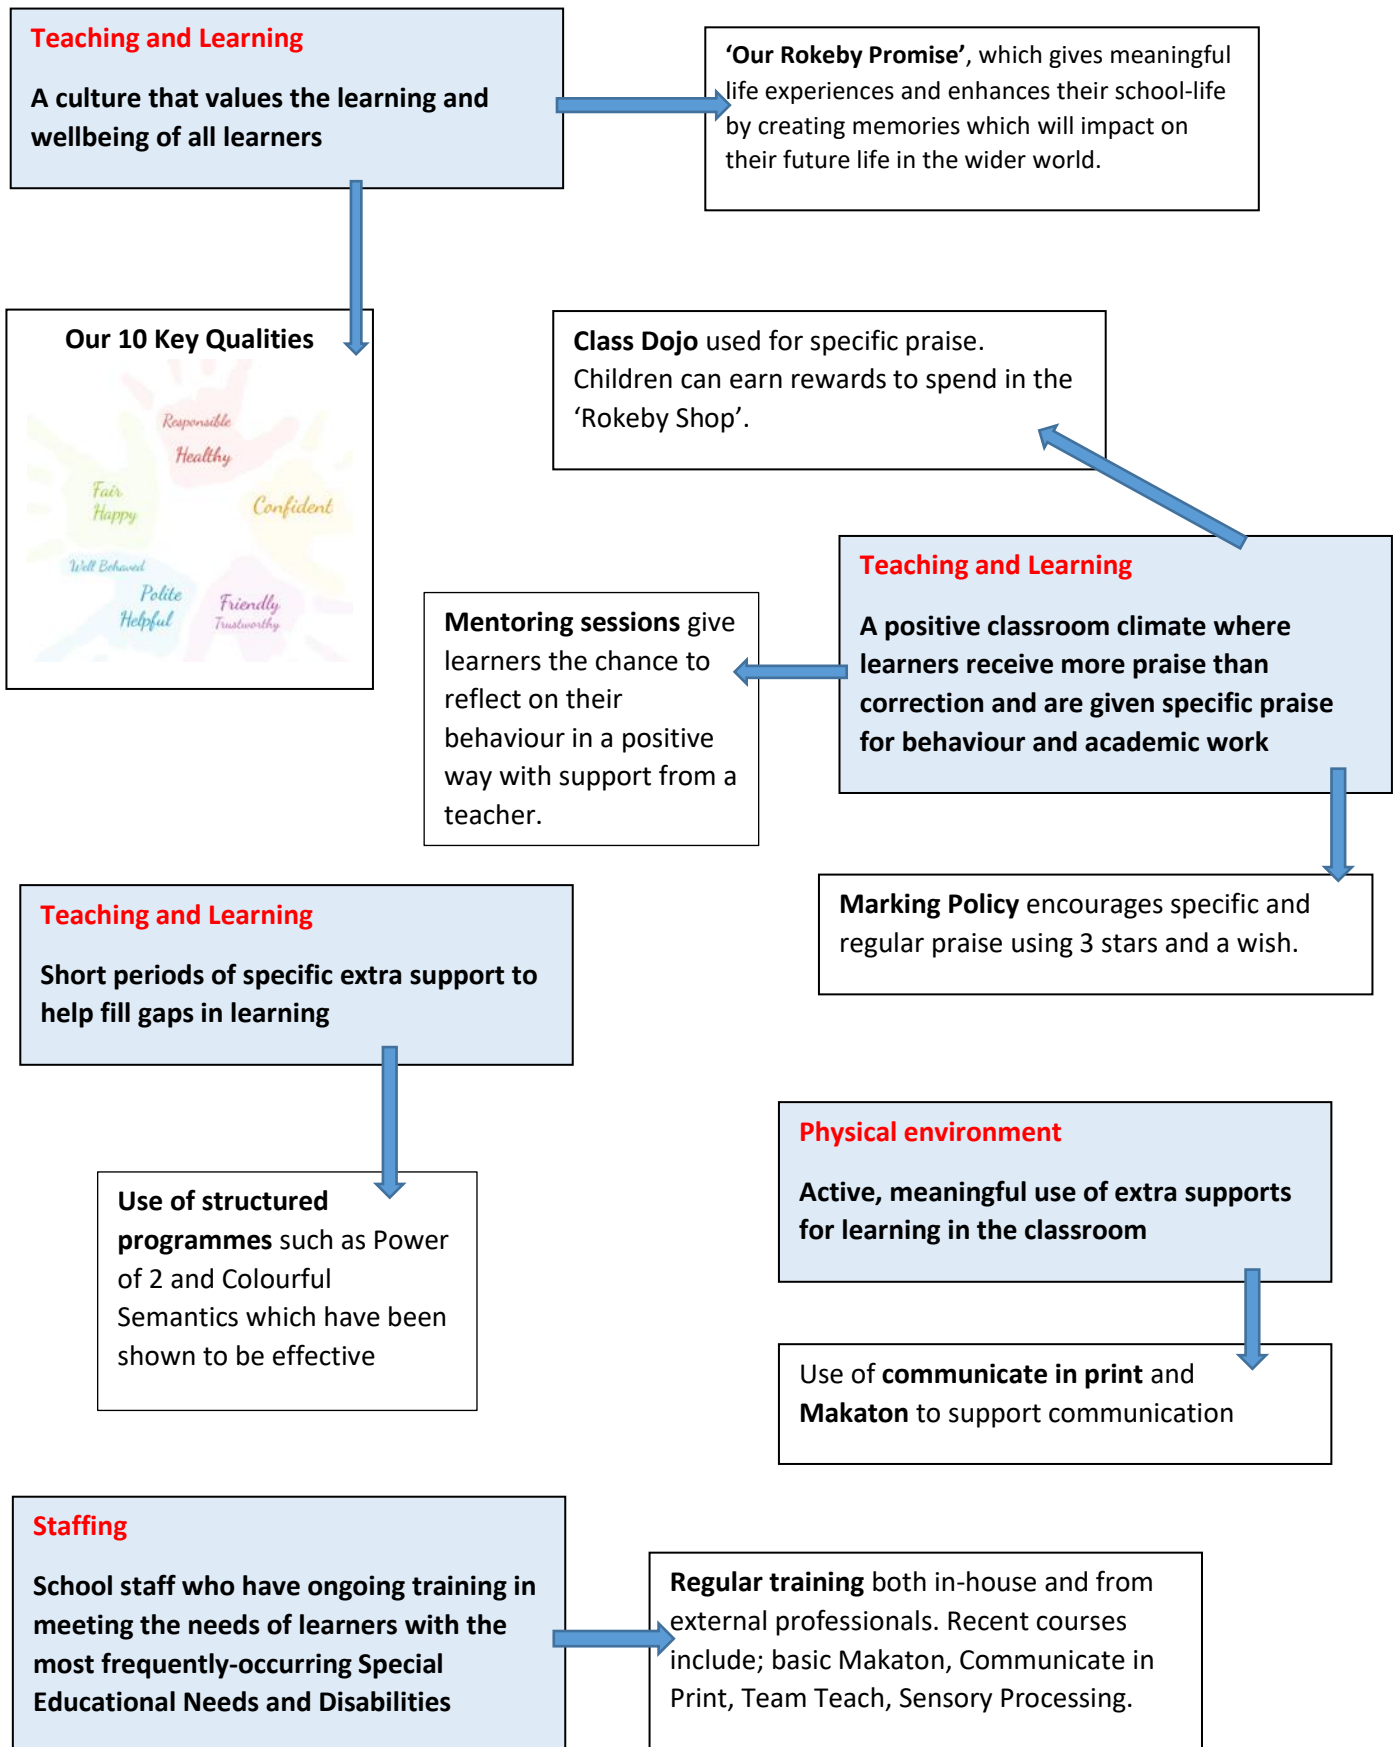 Teaching and Learning
A culture that values the learning and
wellbeing of all learners
‘Our Rokeby Promise’, which gives meaningful
life experiences and enhances their school-life
by creating memories which will impact on
their future life in the wider world.
Our 10 Key Qualities
Responsible
Healthy
Fair
Happy
Confident
Well Behaved
Polite
Helpful
Friendly
Trustworthy
Class Dojo used for specific praise.
Children can earn rewards to spend in the
‘Rokeby Shop’.
Teaching and Learning
A positive classroom climate where
learners receive more praise than
correction and are given specific praise
for behaviour and academic work
Mentoring sessions give
learners the chance to
reflect on their
behaviour in a positive
way with support from a
teacher.
Marking Policy encourages specific and
regular praise using 3 stars and a wish.
Teaching and Learning
Short periods of specific extra support to
help fill gaps in learning
Use of structured
programmes such as Power
of 2 and Colourful
Semantics which have been
shown to be effective
Physical environment
Active, meaningful use of extra supports
for learning in the classroom
Use of communicate in print and
Makaton to support communication
Staffing
School staff who have ongoing training in
meeting the needs of learners with the
most frequently-occurring Special
Educational Needs and Disabilities
Regular training both in-house and from
external professionals. Recent courses
include; basic Makaton, Communicate in
Print, Team Teach, Sensory Processing.